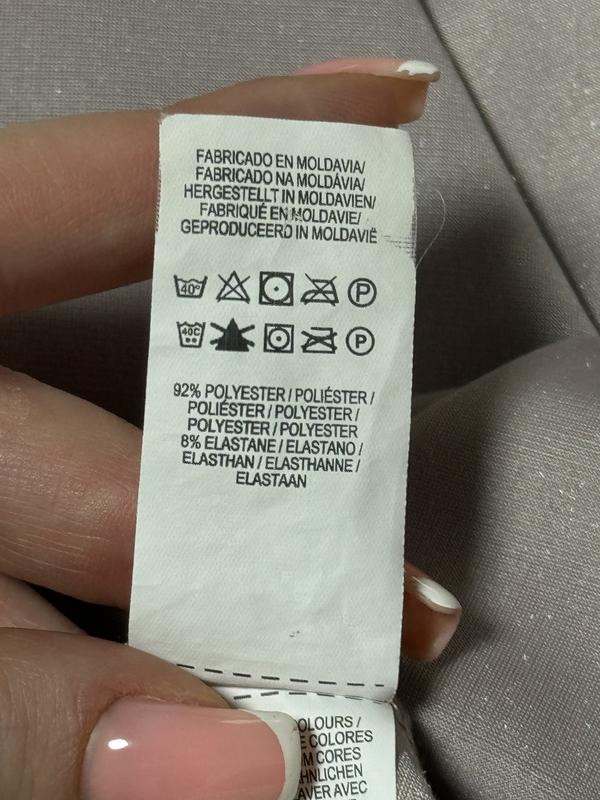 FABRICADO EN MOLDAVIA/
FABRICADO NA MOLDÁVIA/
HERGESTELLT IN MOLDAVIEN/
FABRIQUÉ EN MOLDAVIE/
GEPRODUCEERD IN MOLDAVIË
40° P
40C P
92% POLYESTER / POLIÉSTER /
POLIÉSTER / POLYESTER /
POLYESTER / POLYESTER
8% ELASTANE / ELASTANO /
ELASTHAN / ELASTHANNE /
ELASTAAN
OLOURS /
COLORES
M CORES
HNLICHEN
AVER AVEC